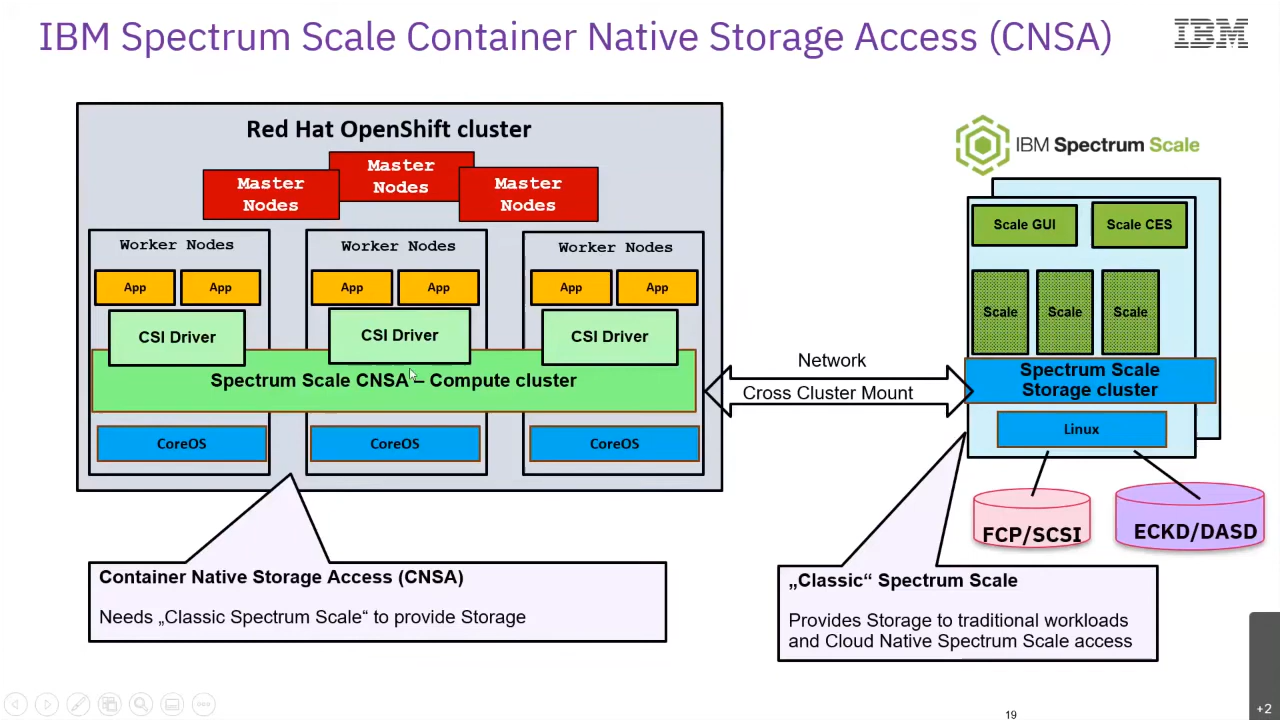 IBM Spectrum Scale Container Native Storage Access (CNSA)
IBM
Red Hat OpenShift cluster
Master
Nodes
Master
Nodes
Master
Nodes
Worker Nodes
Worker Nodes
Worker Nodes
App
App
App
App
App
App
CSI Driver
CSI Driver
CSI Driver
Spectrum Scale CNSA – Compute cluster
CoreOS
CoreOS
CoreOS
Network
Cross Cluster Mount
IBM Spectrum Scale
Scale GUI
Scale CES
Scale
Scale
Scale
Spectrum Scale
Storage cluster
Linux
FCP/SCSI
ECKD/DASD
Container Native Storage Access (CNSA)
Needs „Classic Spectrum Scale“ to provide Storage
„Classic“ Spectrum Scale
Provides Storage to traditional workloads
and Cloud Native Spectrum Scale access
19
+2